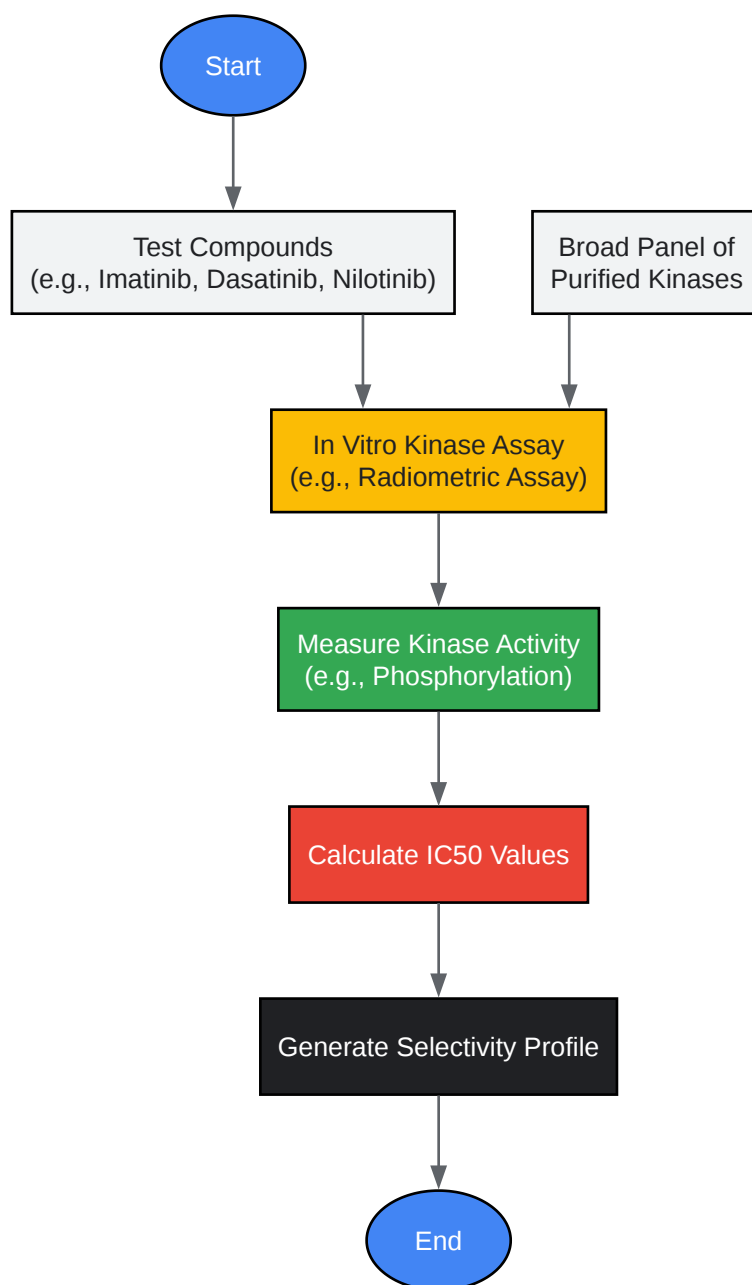 Start
Test Compounds
(e.g., Imatinib, Dasatinib, Nilotinib)
Broad Panel of
Purified Kinases
In Vitro Kinase Assay
(e.g., Radiometric Assay)
Measure Kinase Activity
(e.g., Phosphorylation)
Calculate IC50 Values
Generate Selectivity Profile
End